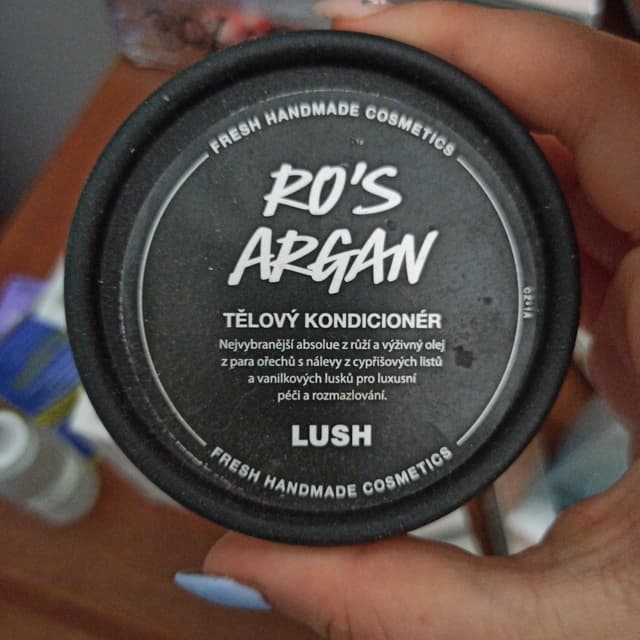 FRESH HANDMADE COSMETICS
RO'S
ARGAN
TĚLOVÝ KONDICIONÉR
Nejvybranější absolue z růží a výživný olej
z para ořechů s nálevy z cypřišových listů
a vanilkových lusků pro luxusní
péči a rozmazlování.
LUSH
FRESH HANDMADE COSMETICS